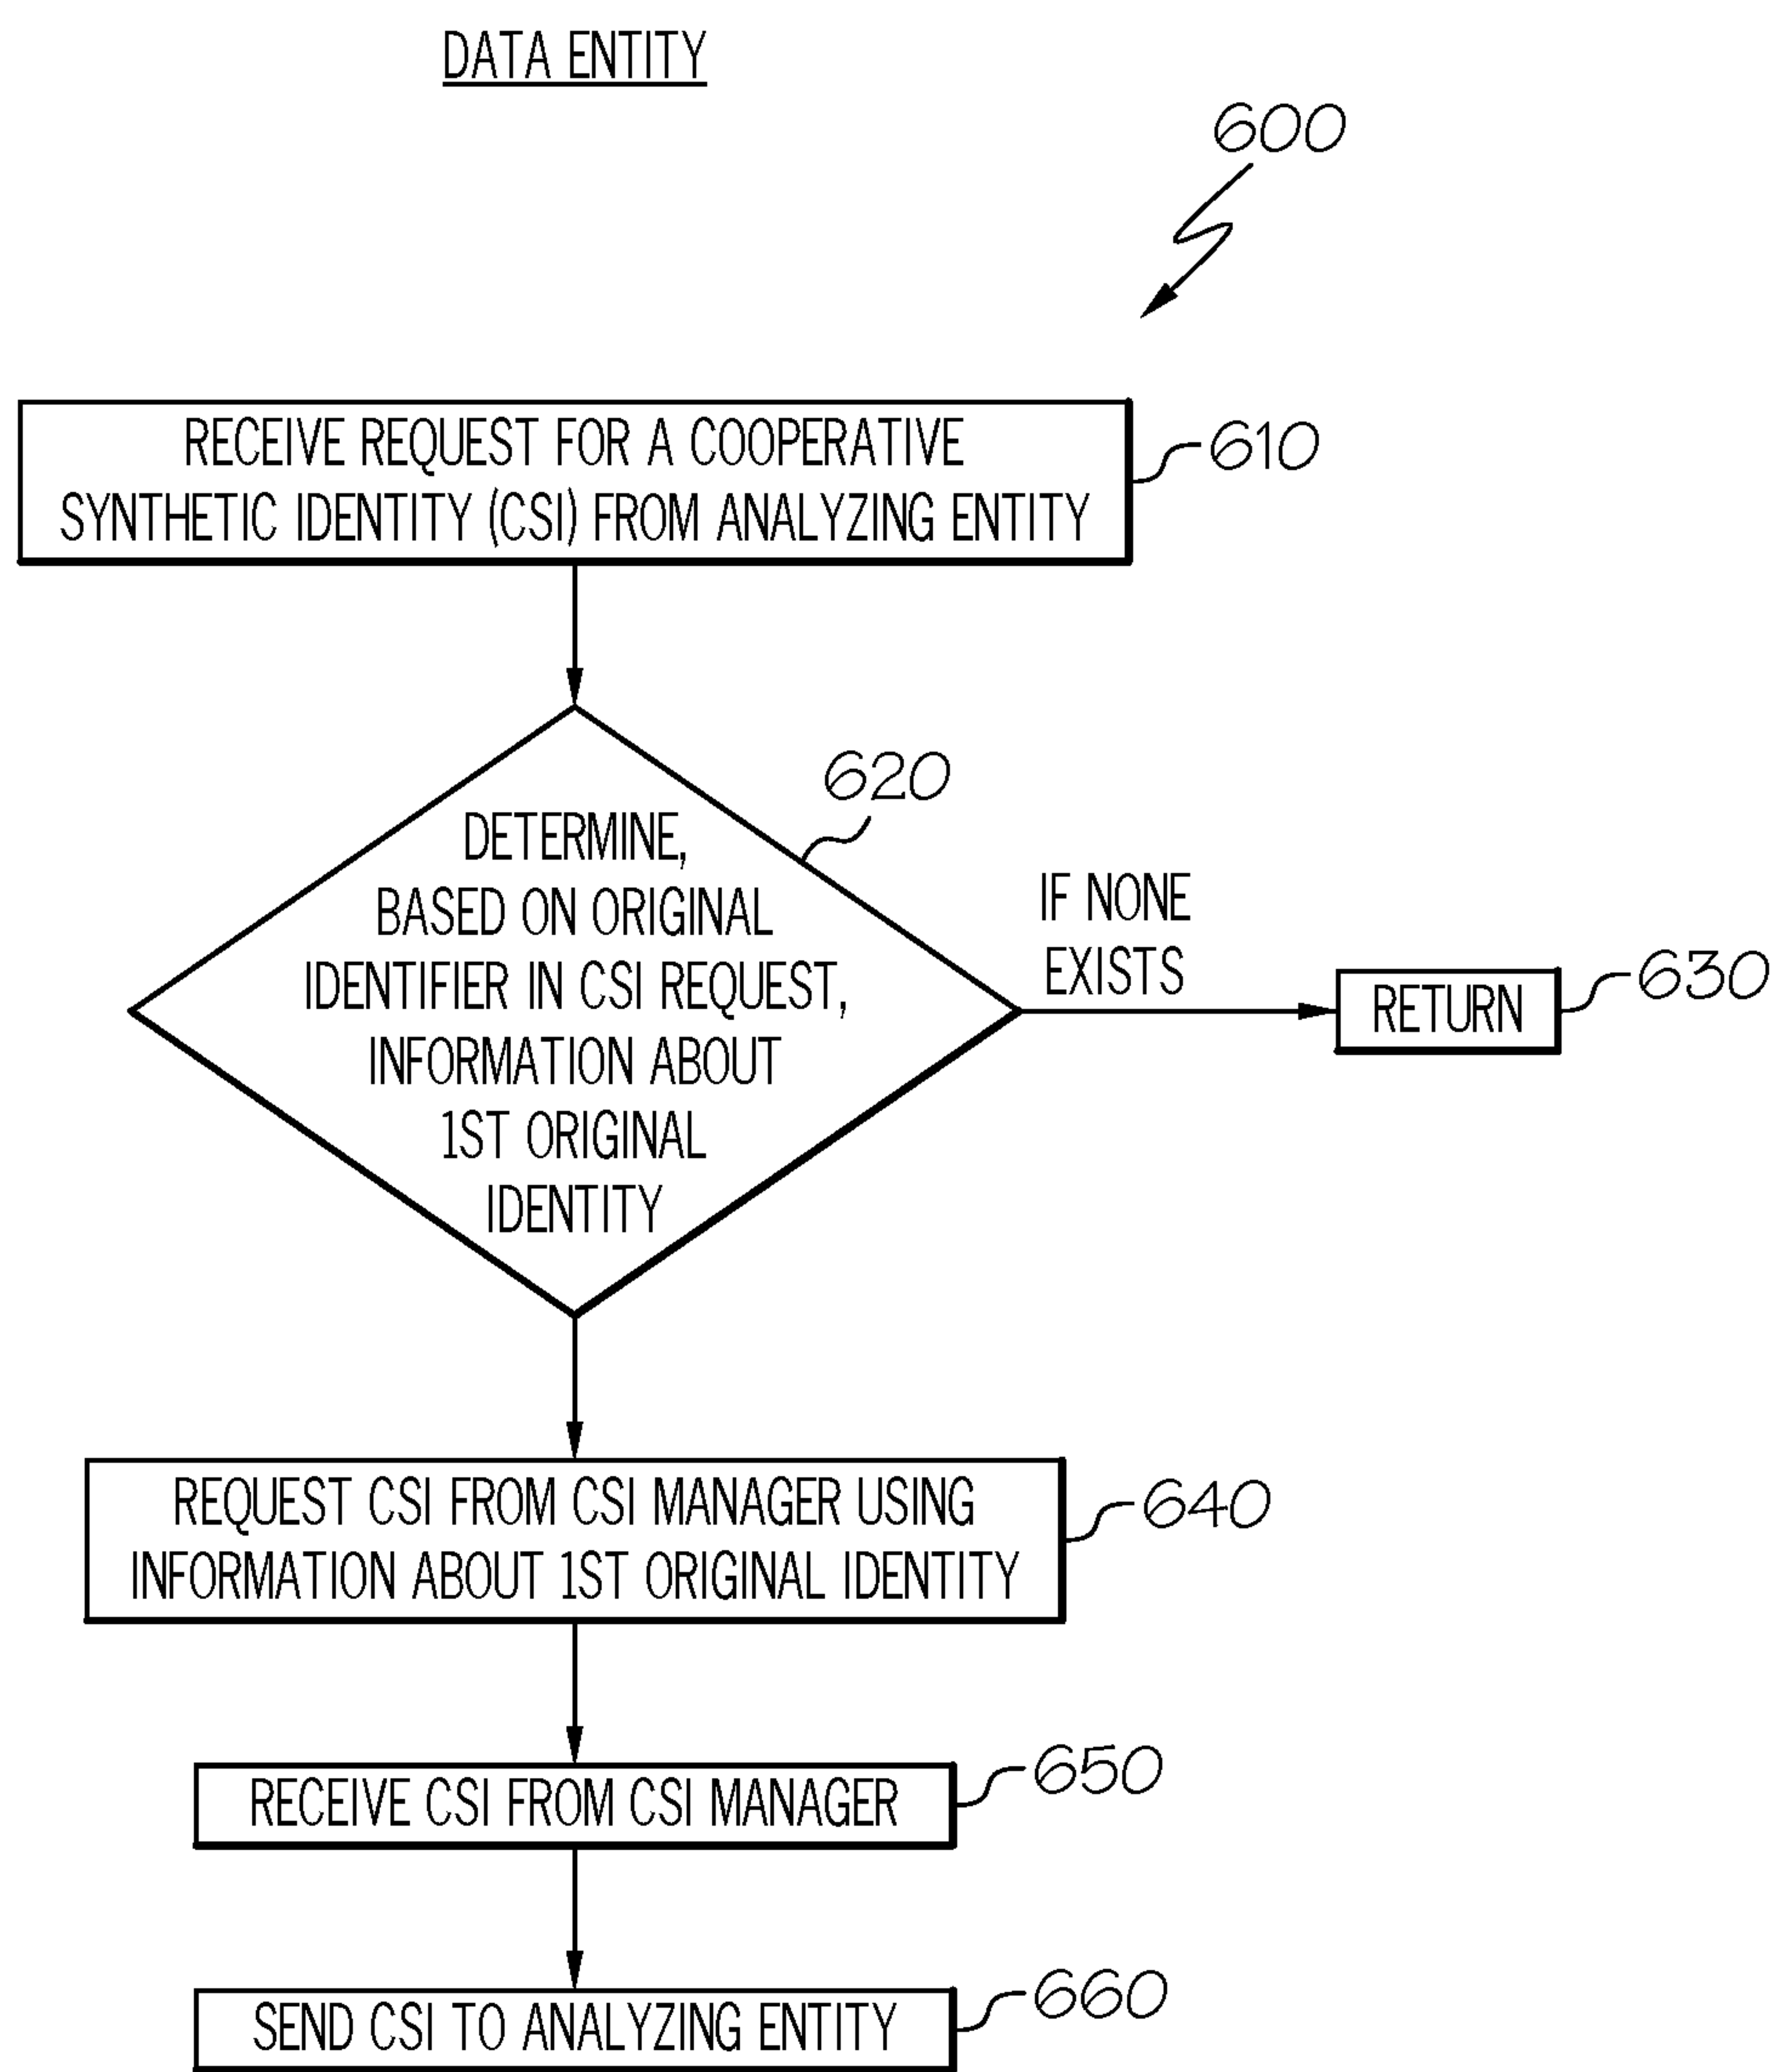 DATA ENTITY
600
RECEIVE REQUEST FOR A COOPERATIVE
SYNTHETIC IDENTITY (CSI) FROM ANALYZING ENTITY
610
620
DETERMINE,
BASED ON ORIGINAL
IDENTIFIER IN CSI REQUEST,
INFORMATION ABOUT
1ST ORIGINAL
IDENTITY
IF NONE
EXISTS
RETURN
630
REQUEST CSI FROM CSI MANAGER USING
INFORMATION ABOUT 1ST ORIGINAL IDENTITY
640
RECEIVE CSI FROM CSI MANAGER
650
SEND CSI TO ANALYZING ENTITY
660